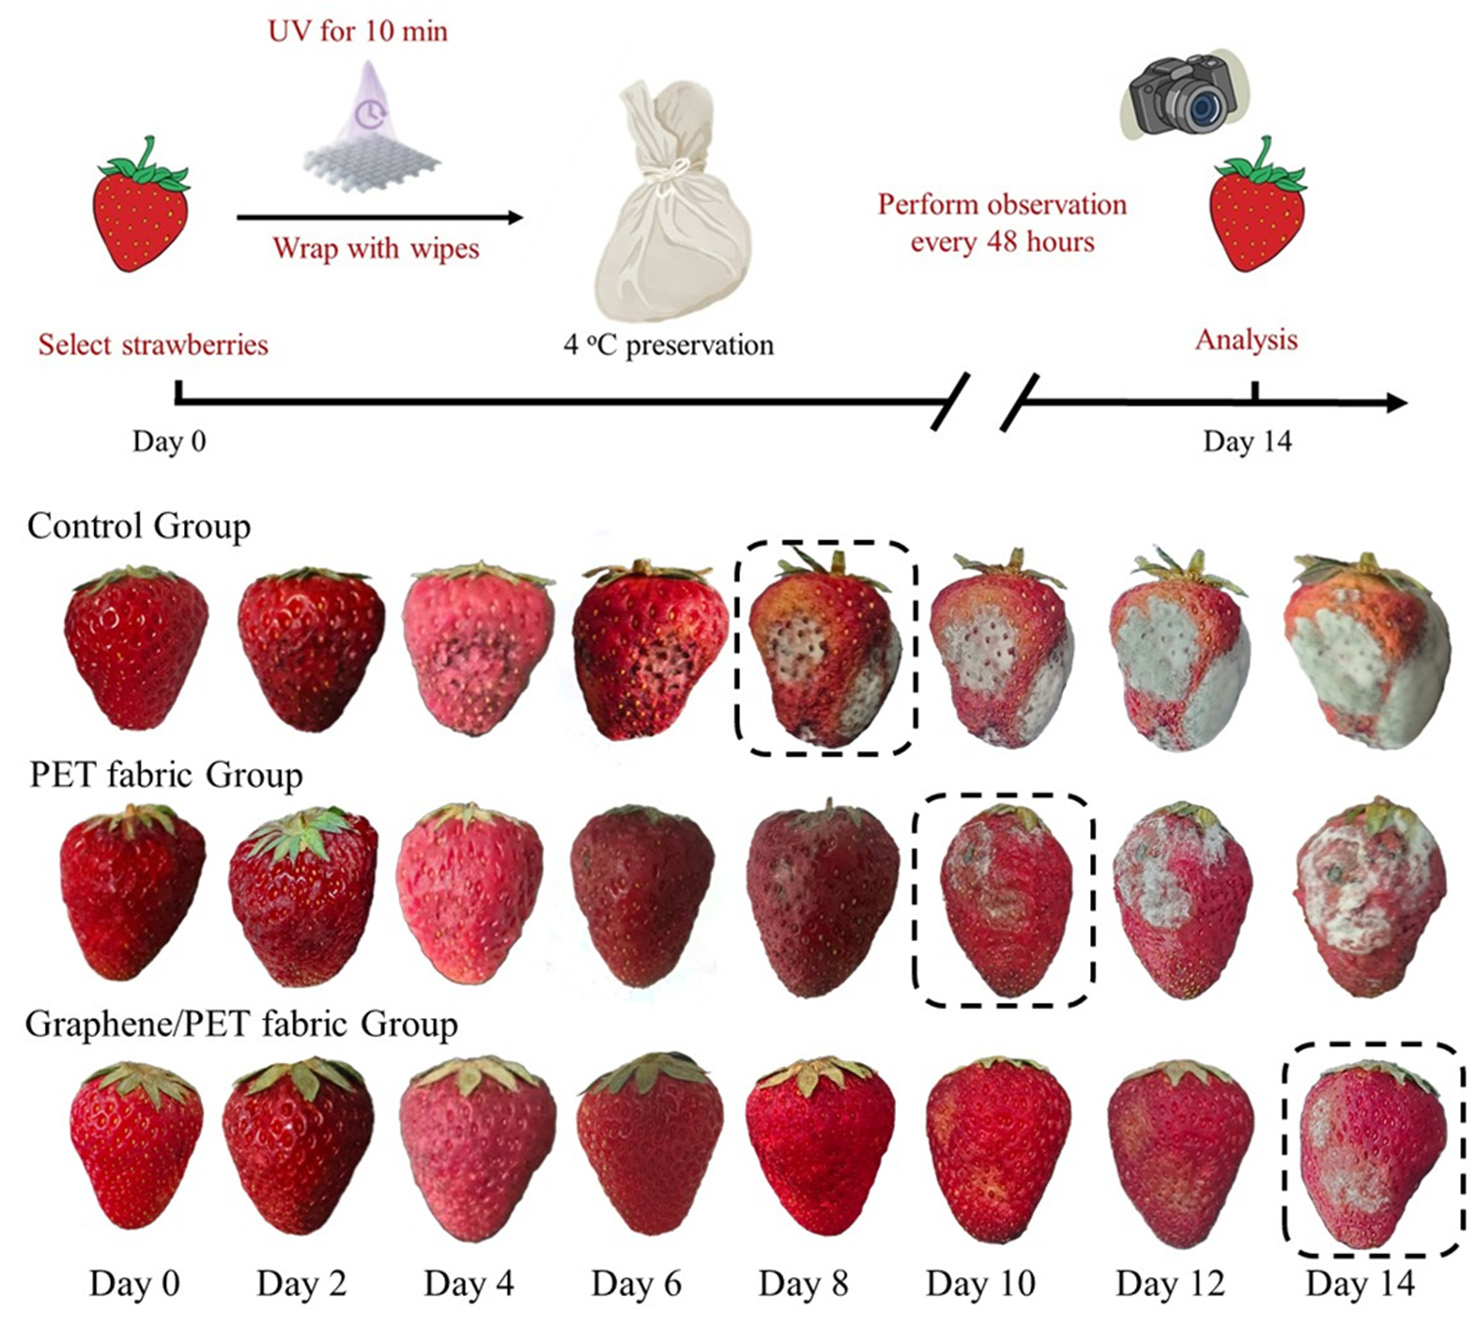 UV for 10 min
Wrap with wipes
Perform observation
every 48 hours
Select strawberries
4 °C preservation
Analysis
Day 0
Day 14
Control Group
PET fabric Group
Graphene/PET fabric Group
Day 0
Day 2
Day 4
Day 6
Day 8
Day 10
Day 12
Day 14